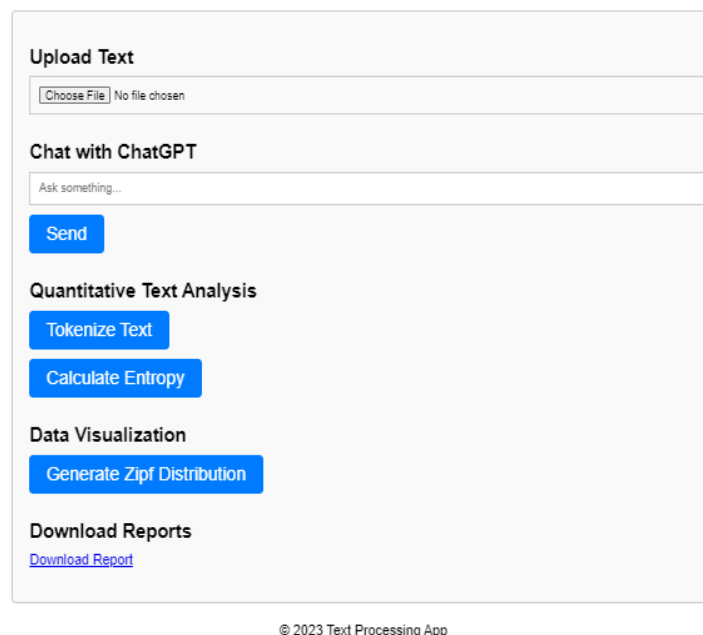 Upload Text
Choose File No file chosen
Chat with ChatGPT
Ask something...
Send
Quantitative Text Analysis
Tokenize Text
Calculate Entropy
Data Visualization
Generate Zipf Distribution
Download Reports
Download Report
© 2023 Text Processing App